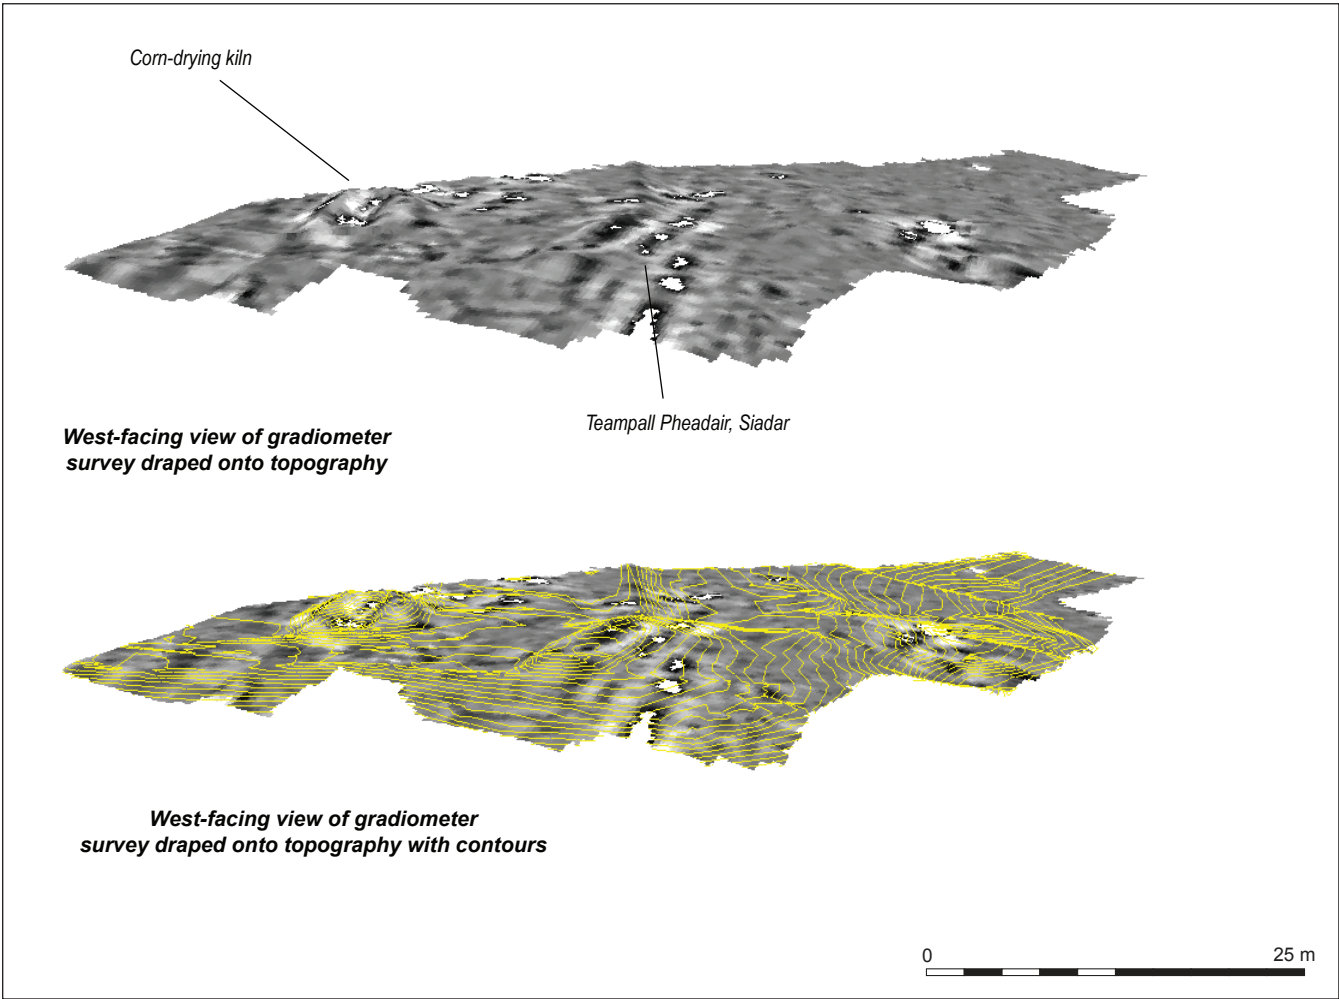 Corn-drying kiln
Teampall Pheadair, Siadar
West-facing view of gradiometer
survey draped onto topography
West-facing view of gradiometer
survey draped onto topography with contours
0
25 m